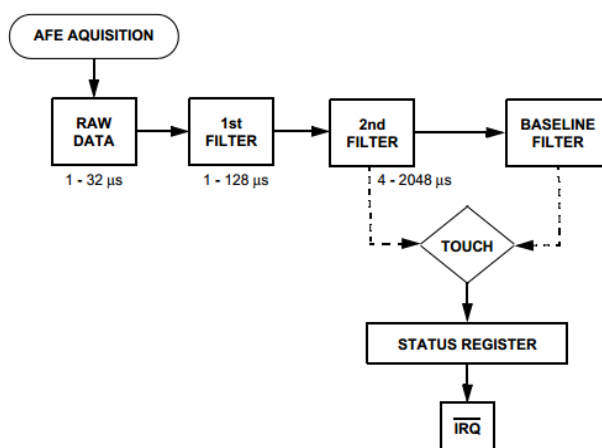 AFE AQUISITION
RAW
DATA
1st
FILTER
2nd
FILTER
BASELINE
FILTER
1 - 32 μs
1 - 128 μs
4 - 2048 μs
TOUCH
STATUS REGISTER
IRQ